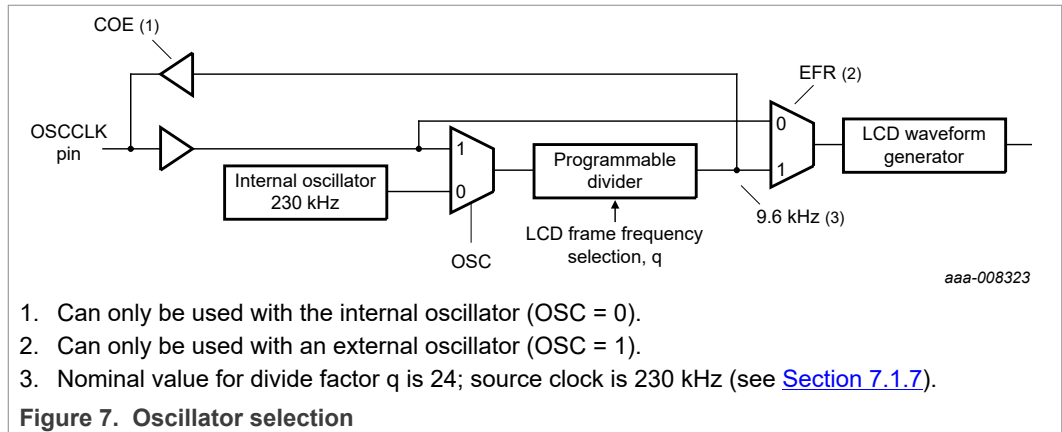 COE (1)
EFR (2)
OSCCLK
pin
0
1
LCD waveform
generator
1
0
Programmable
divider
Internal oscillator
230 kHz
9.6 kHz (3)
LCD frame frequency
selection, q
OSC
aaa-008323
1. Can only be used with the internal oscillator (OSC = 0).
2. Can only be used with an external oscillator (OSC = 1).
3. Nominal value for divide factor q is 24; source clock is 230 kHz (see Section 7.1.7).
Figure 7. Oscillator selection